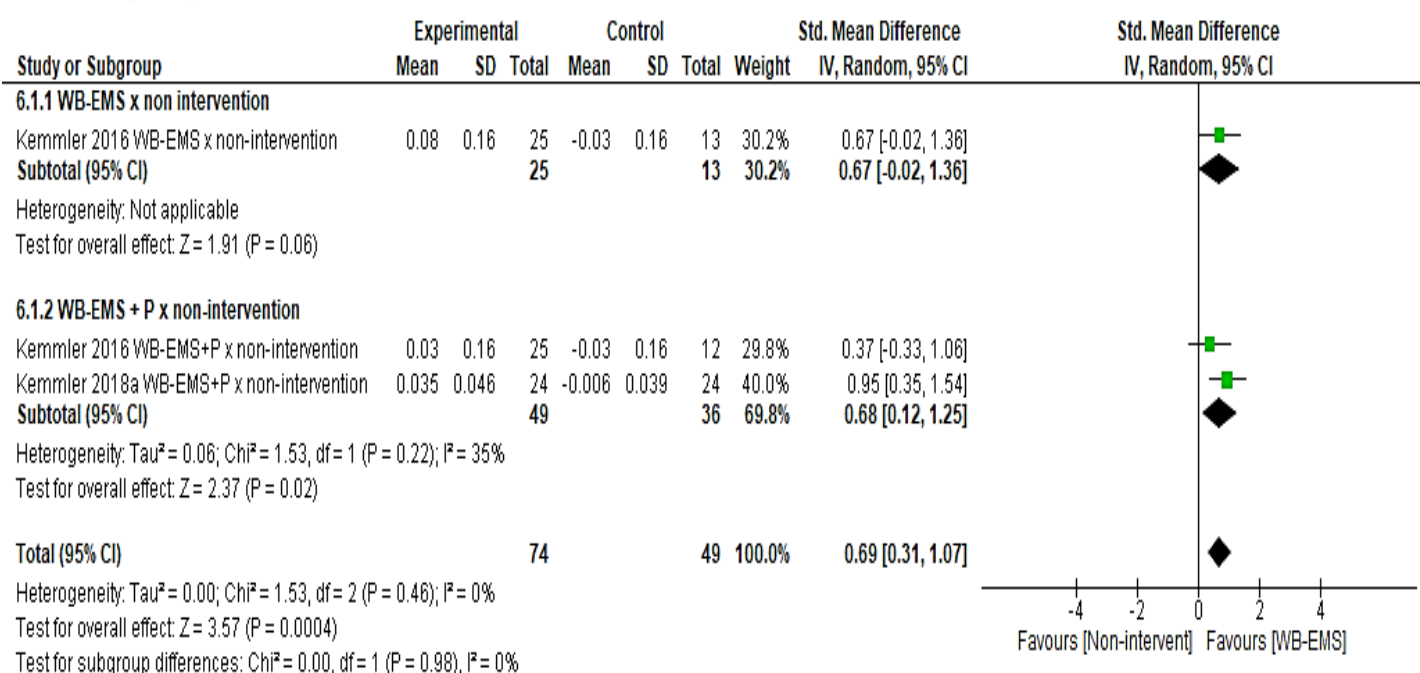 Experimental Control Std. Mean Difference Std. Mean Difference
Study or Subgroup Mean SD Total Mean SD Total Weight IV, Random, 95% CI IV, Random, 95% CI
6.1.1 WB-EMS x non intervention
Kemmler 2016 WB-EMS x non-intervention 0.08 0.16 25 -0.03 0.16 13 30.2% 0.67 [-0.02, 1.36]
Subtotal (95% CI) 25 13 30.2% 0.67 [-0.02, 1.36]
Heterogeneity: Not applicable
Test for overall effect: Z = 1.91 (P = 0.06)
6.1.2 WB-EMS + P x non-intervention
Kemmler 2016 WB-EMS+P x non-intervention 0.03 0.16 25 -0.03 0.16 12 29.8% 0.37 [-0.33, 1.06]
Kemmler 2018a WB-EMS+P x non-intervention 0.035 0.046 24 -0.006 0.039 24 40.0% 0.95 [0.35, 1.54]
Subtotal (95% CI) 49 36 69.8% 0.68 [0.12, 1.25]
Heterogeneity: Tau² = 0.06; Chi² = 1.53, df = 1 (P = 0.22); I² = 35%
Test for overall effect: Z = 2.37 (P = 0.02)
Total (95% CI) 74 49 100.0% 0.69 [0.31, 1.07]
Heterogeneity: Tau² = 0.00; Chi² = 1.53, df = 2 (P = 0.46); I² = 0%
Test for overall effect: Z = 3.57 (P = 0.0004)
Test for subgroup differences: Chi² = 0.00, df = 1 (P = 0.98), I² = 0%
-4 -2 0 2 4
Favours [Non-intervent] Favours [WB-EMS]